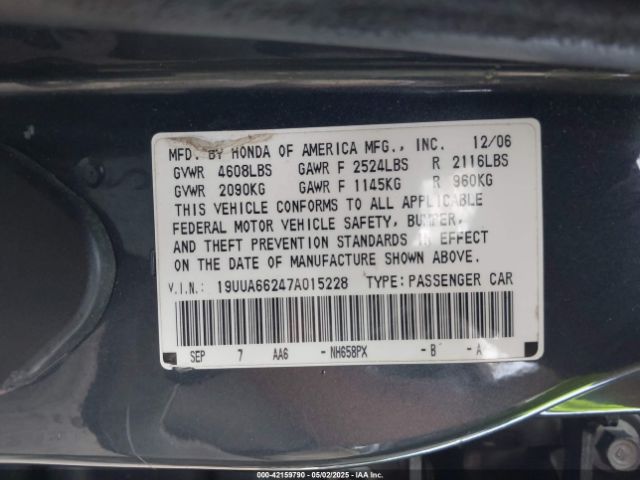 MFD. BY HONDA OF AMERICA MFG., INC. 12/06
GVWR 4608LBS GAWR F 2524LBS R 2116LBS
GVWR 2090KG GAWR F 1145KG R 960KG
THIS VEHICLE CONFORMS TO ALL APPLICABLE
FEDERAL MOTOR VEHICLE SAFETY, BUMPER,
AND THEFT PREVENTION STANDARDS IN EFFECT
ON THE DATE OF MANUFACTURE SHOWN ABOVE.
V.I.N.: 19UUA66247A015228 TYPE: PASSENGER CAR
SEP 7 AA6 -NH658PX -B -A
000-42159790 - 05/02/2025 - IAAI.COM